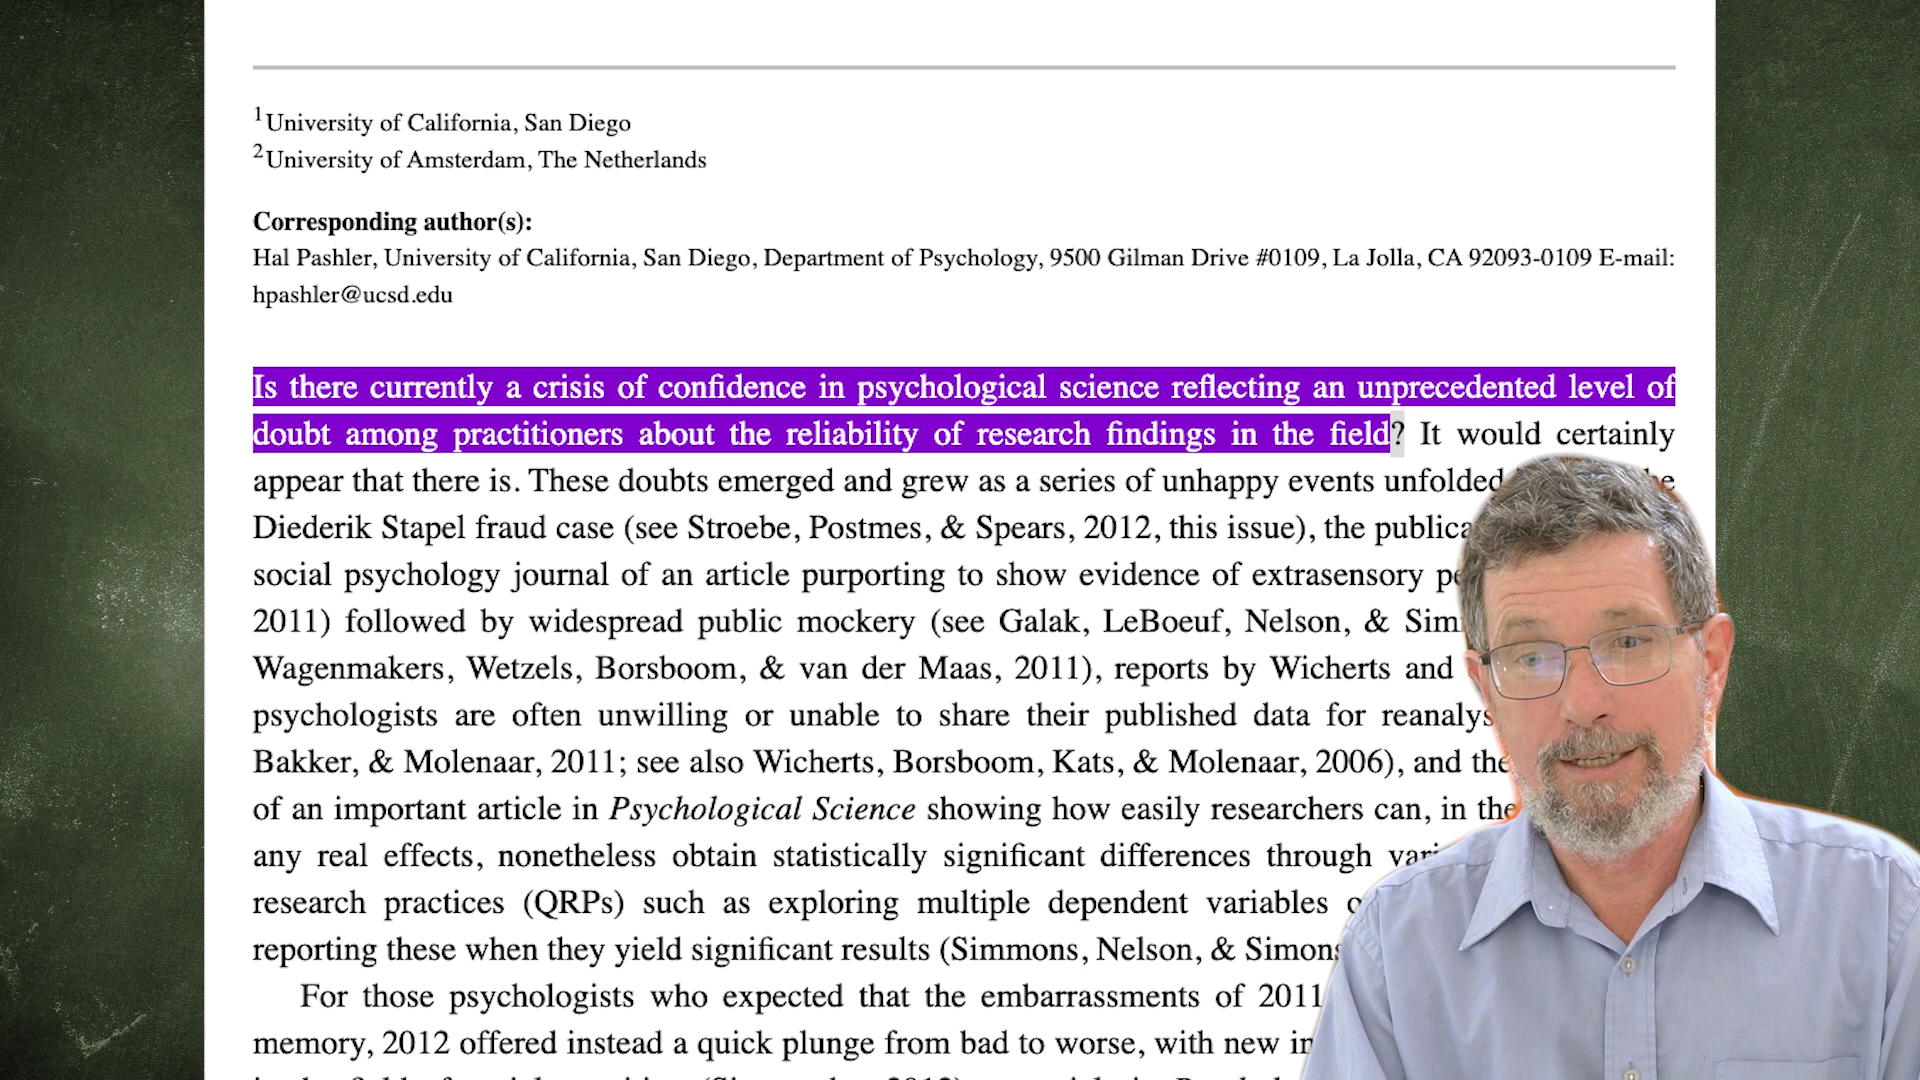 ¹University of California, San Diego
²University of Amsterdam, The Netherlands
Corresponding author(s):
Hal Pashler, University of California, San Diego, Department of Psychology, 9500 Gilman Drive #0109, La Jolla, CA 92093-0109 E-mail:
hpashler@ucsd.edu
Is there currently a crisis of confidence in psychological science reflecting an unprecedented level of
doubt among practitioners about the reliability of research findings in the field? It would certainly
appear that there is. These doubts emerged and grew as a series of unhappy events unfolded
Diederik Stapel fraud case (see Stroebe, Postmes, & Spears, 2012, this issue), the
social psychology journal of an article purporting to show evidence of extrasensory
2011) followed by widespread public mockery (see Galak, LeBoeuf, Nelson, &
Wagenmakers, Wetzels, Borsboom, & van der Maas, 2011), reports by Wicherts and
psychologists are often unwilling or unable to share their published data for
Bakker, & Molenaar, 2011; see also Wicherts, Borsboom, Kats, & Molenaar, 2006), and
of an important article in Psychological Science showing how easily researchers can, in the
any real effects, nonetheless obtain statistically significant differences through
research practices (QRPs) such as exploring multiple dependent variables
reporting these when they yield significant results (Simmons, Nelson, &
For those psychologists who expected that the embarrassments of 2011
memory, 2012 offered instead a quick plunge from bad to worse, with new